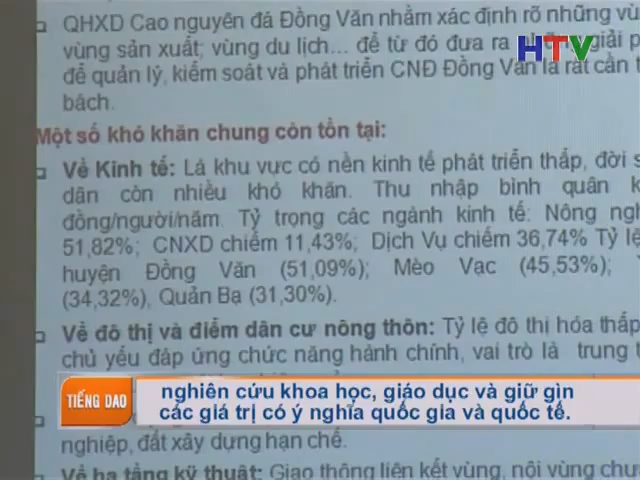 QHXD Cao nguyên đá Đồng Văn nhằm xác định rõ những
vùng sản xuất; vùng du lịch... để từ đó đưa ra những giải
để quản lý, kiểm soát và phát triển CNĐ Đồng Văn là rất cần
bách.
HTV
Một số khó khăn chung còn tồn tại:
Về Kinh tế: Là khu vực có nền kinh tế phát triển thấp, đời
dân còn nhiều khó khăn. Thu nhập bình quân
đồng/người/năm. Tỷ trọng các ngành kinh tế: Nông
51,82%; CNXD chiếm 11,43%; Dịch Vụ chiếm 36,74% Tỷ
huyện Đồng Văn (51,09%); Mèo Vạc (45,53%);
(34,32%), Quản Bạ (31,30%).
Về đô thị và điểm dân cư nông thôn: Tỷ lệ đô thị hóa thấp
chủ yếu đáp ứng chức năng hành chính, vai trò là trung
TIẾNG DAO
nghiên cứu khoa học, giáo dục và giữ gìn
các giá trị có ý nghĩa quốc gia và quốc tế.
nghiệp, đất xây dựng hạn chế.
Về hạ tầng kỹ thuật: Giao thông liên kết vùng, nội vùng